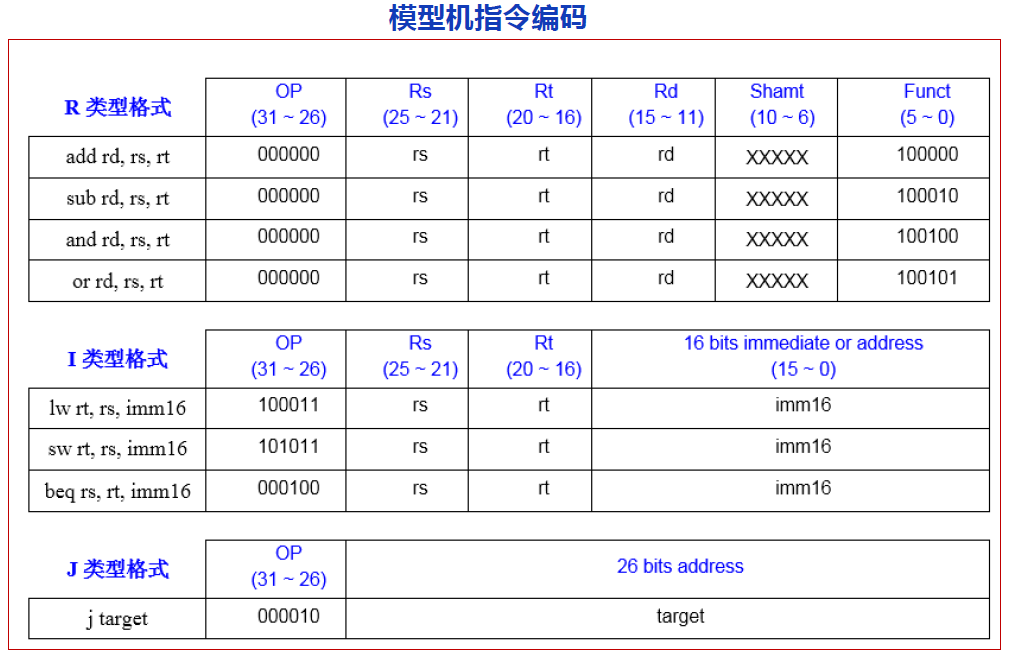 模型机指令编码
R 类型格式 OP (31 ~ 26) Rs (25 ~ 21) Rt (20 ~ 16) Rd (15 ~ 11) Shamt (10 ~ 6) Funct (5 ~ 0)
add rd, rs, rt 000000 rs rt rd XXXXX 100000
sub rd, rs, rt 000000 rs rt rd XXXXX 100010
and rd, rs, rt 000000 rs rt rd XXXXX 100100
or rd, rs, rt 000000 rs rt rd XXXXX 100101
I 类型格式 OP (31 ~ 26) Rs (25 ~ 21) Rt (20 ~ 16) 16 bits immediate or address (15 ~ 0)
lw rt, rs, imm16 100011 rs rt imm16
sw rt, rs, imm16 101011 rs rt imm16
beq rs, rt, imm16 000100 rs rt imm16
J 类型格式 OP (31 ~ 26) 26 bits address
j target 000010 target